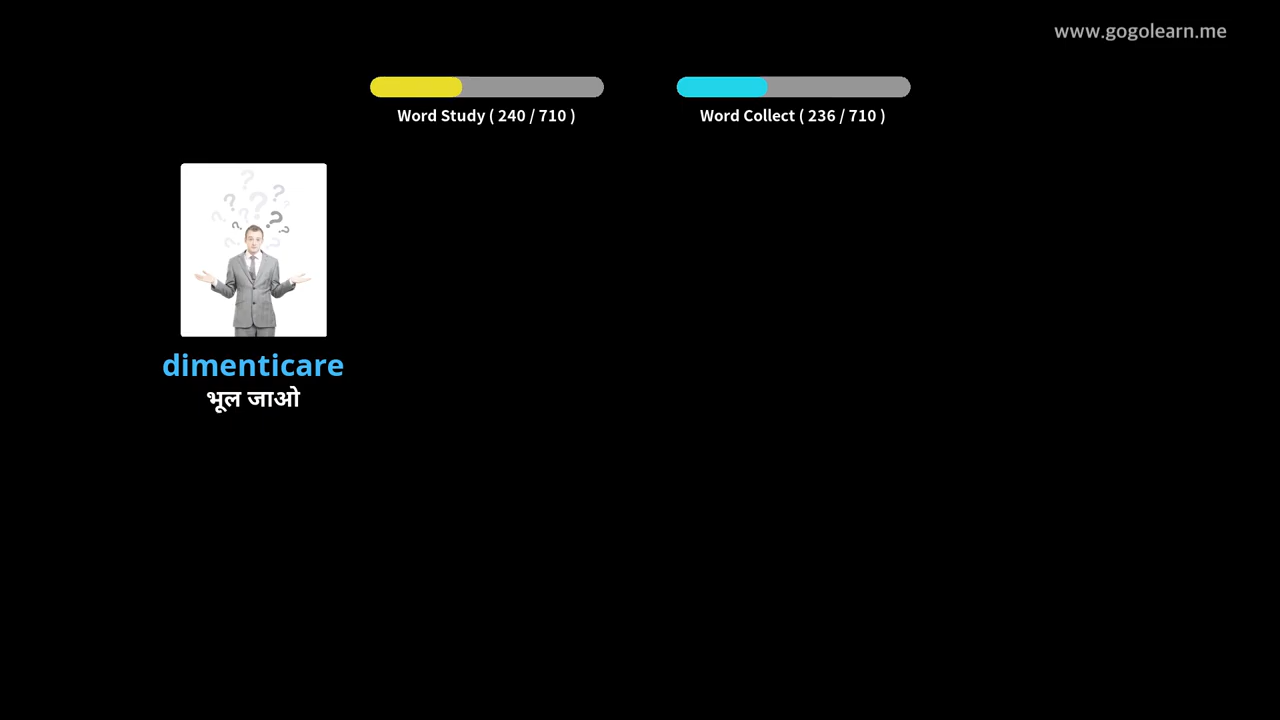 www.gogolearn.me
Word Study ( 240 / 710 )
Word Collect ( 236 / 710 )
dimenticare
भूल जाओ